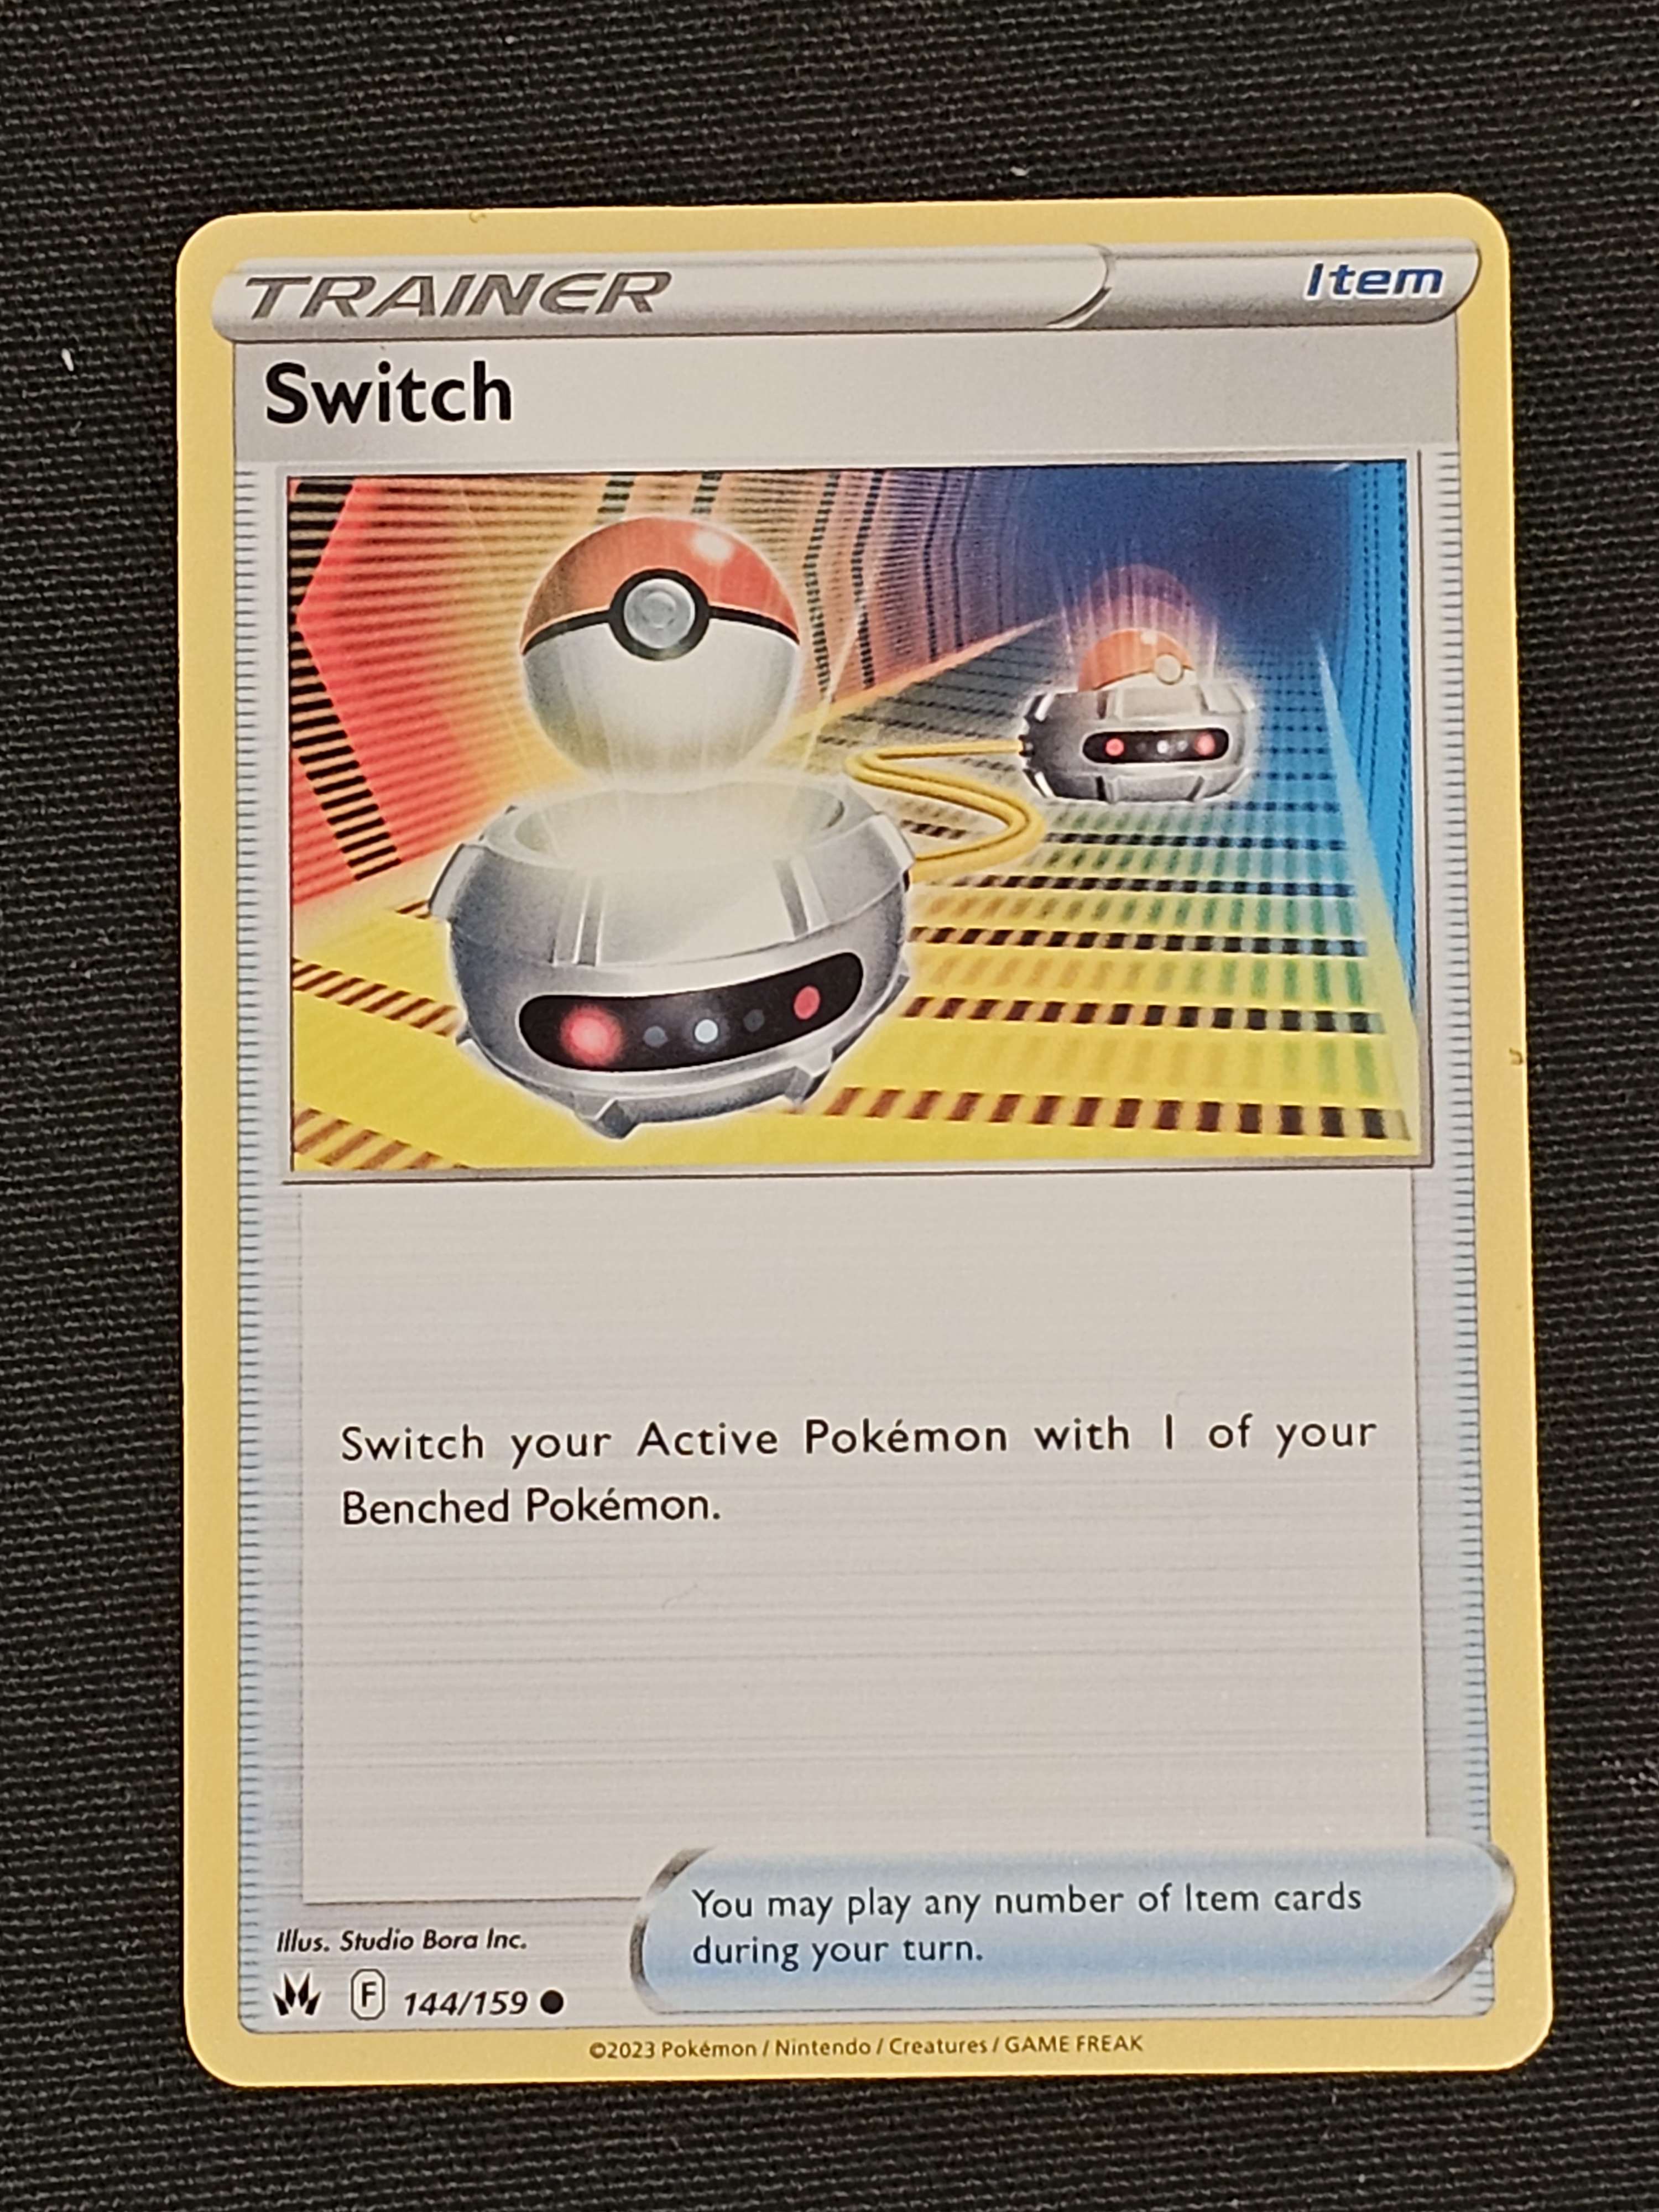 TRAINER
Item
Switch
Switch your Active Pokémon with 1 of your
Benched Pokémon.
You may play any number of Item cards
during your turn.
Illus. Studio Bora Inc.
F 144/159
©2023 Pokémon / Nintendo / Creatures / GAME FREAK